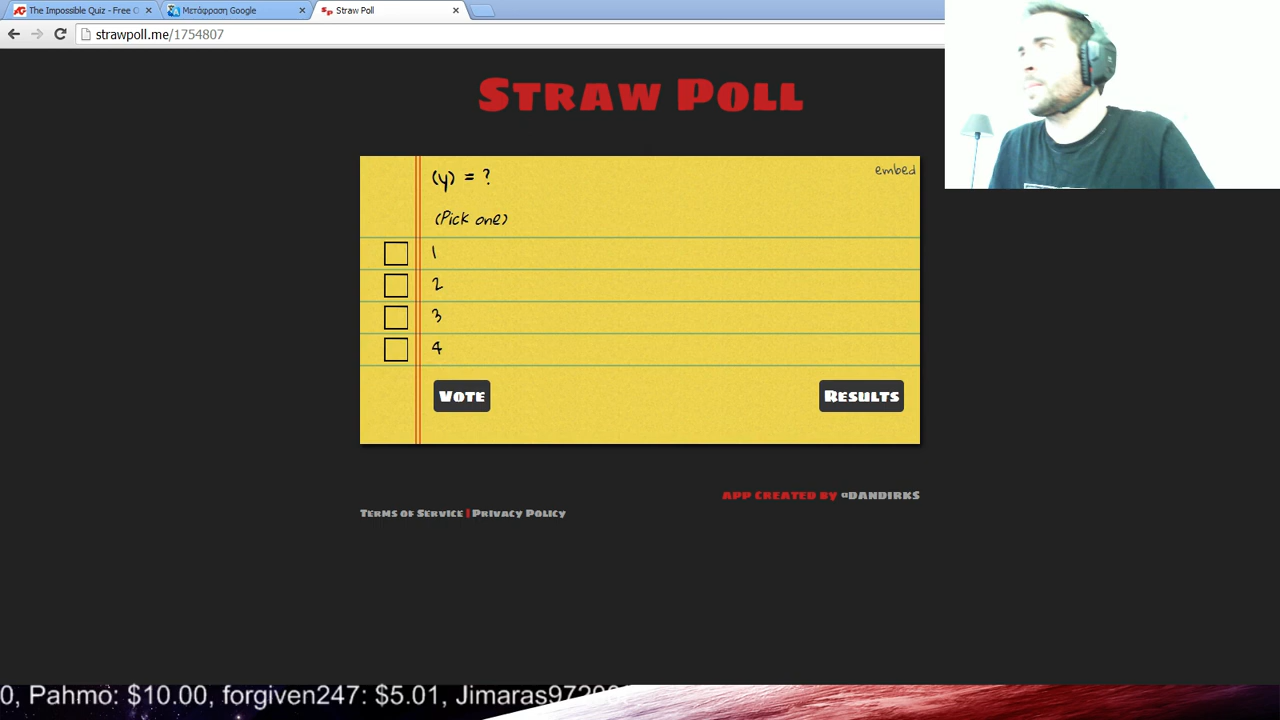 The Impossible Quiz - Free O
Μετάφραση Google
Straw Poll
strawpoll.me/1754807
STRAW POLL
(y) = ?
embed
(Pick one)
1
2
3
4
VOTE
RESULTS
APP CREATED BY @DANDIRKS
TERMS OF SERVICE | PRIVACY POLICY
0, Pahmo: $10.00, forgiven247: $5.01, Jimaras972